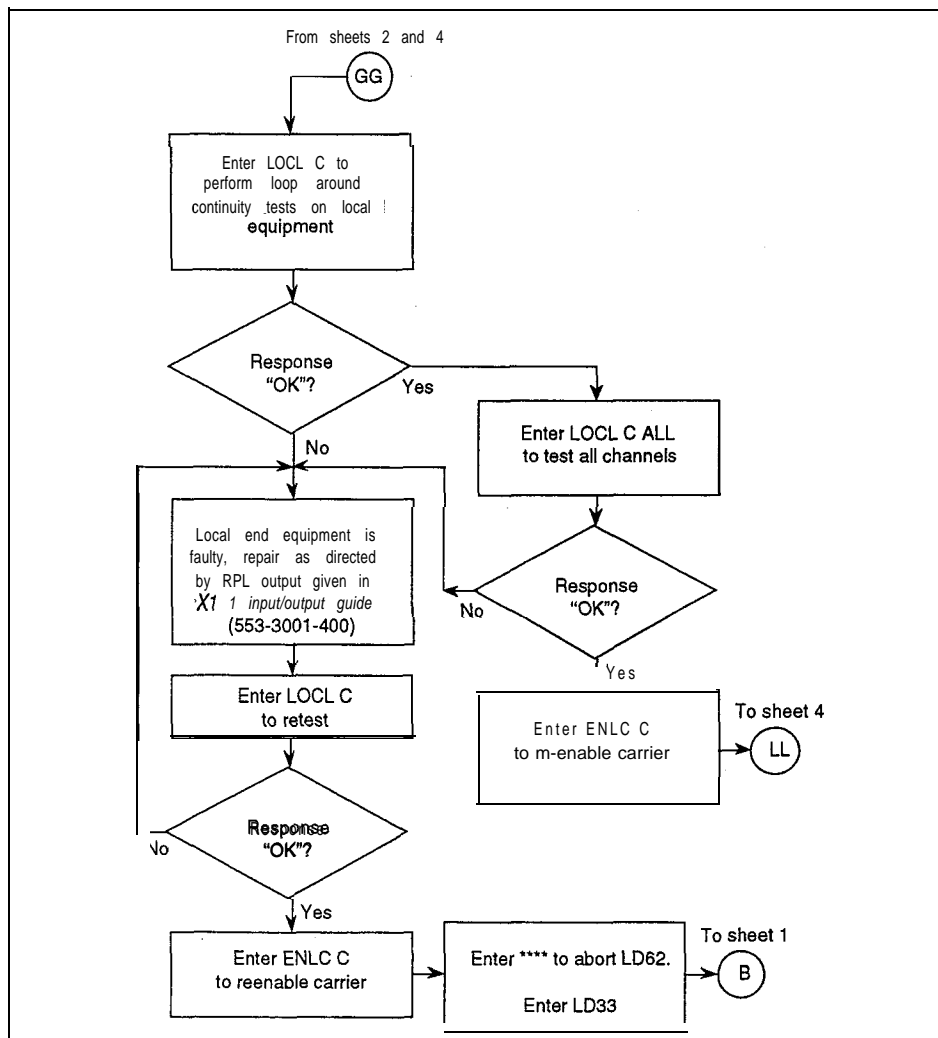 From sheets 2 and 4
GG
Enter LOCL C to
perform loop around
continuity tests on local
equipment
Response
"OK"?
Yes
No
Enter LOCL C ALL
to test all channels
Local end equipment is
faulty, repair as directed
by RPL output given in
X1 1 input/output guide
(553-3001-400)
Response
"OK"?
No
Yes
Enter LOCL C
to retest
Enter ENLC C
to m-enable carrier
To sheet 4
LL
Response
"OK"?
No
Yes
Enter ENLC C
to reenable carrier
Enter **** to abort LD62.
Enter LD33
To sheet 1
B